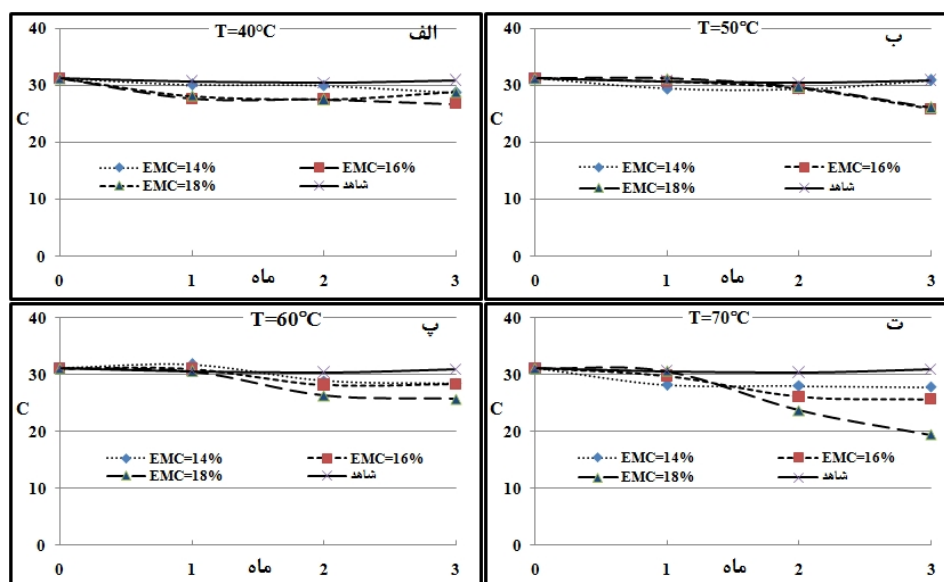 T=40°C
الف
40
30
C
20
10
0
EMC=14%
EMC=16%
EMC=18%
شاهد
0 1 2 3
ماه
T=50°C
ب
40
30
C
20
10
0
EMC=14%
EMC=16%
EMC=18%
شاهد
0 1 2 3
ماه
T=60°C
پ
40
30
C
20
10
0
EMC=14%
EMC=16%
EMC=18%
شاهد
0 1 2 3
ماه
T=70°C
ت
40
30
C
20
10
0
EMC=14%
EMC=16%
EMC=18%
شاهد
0 1 2 3
ماه